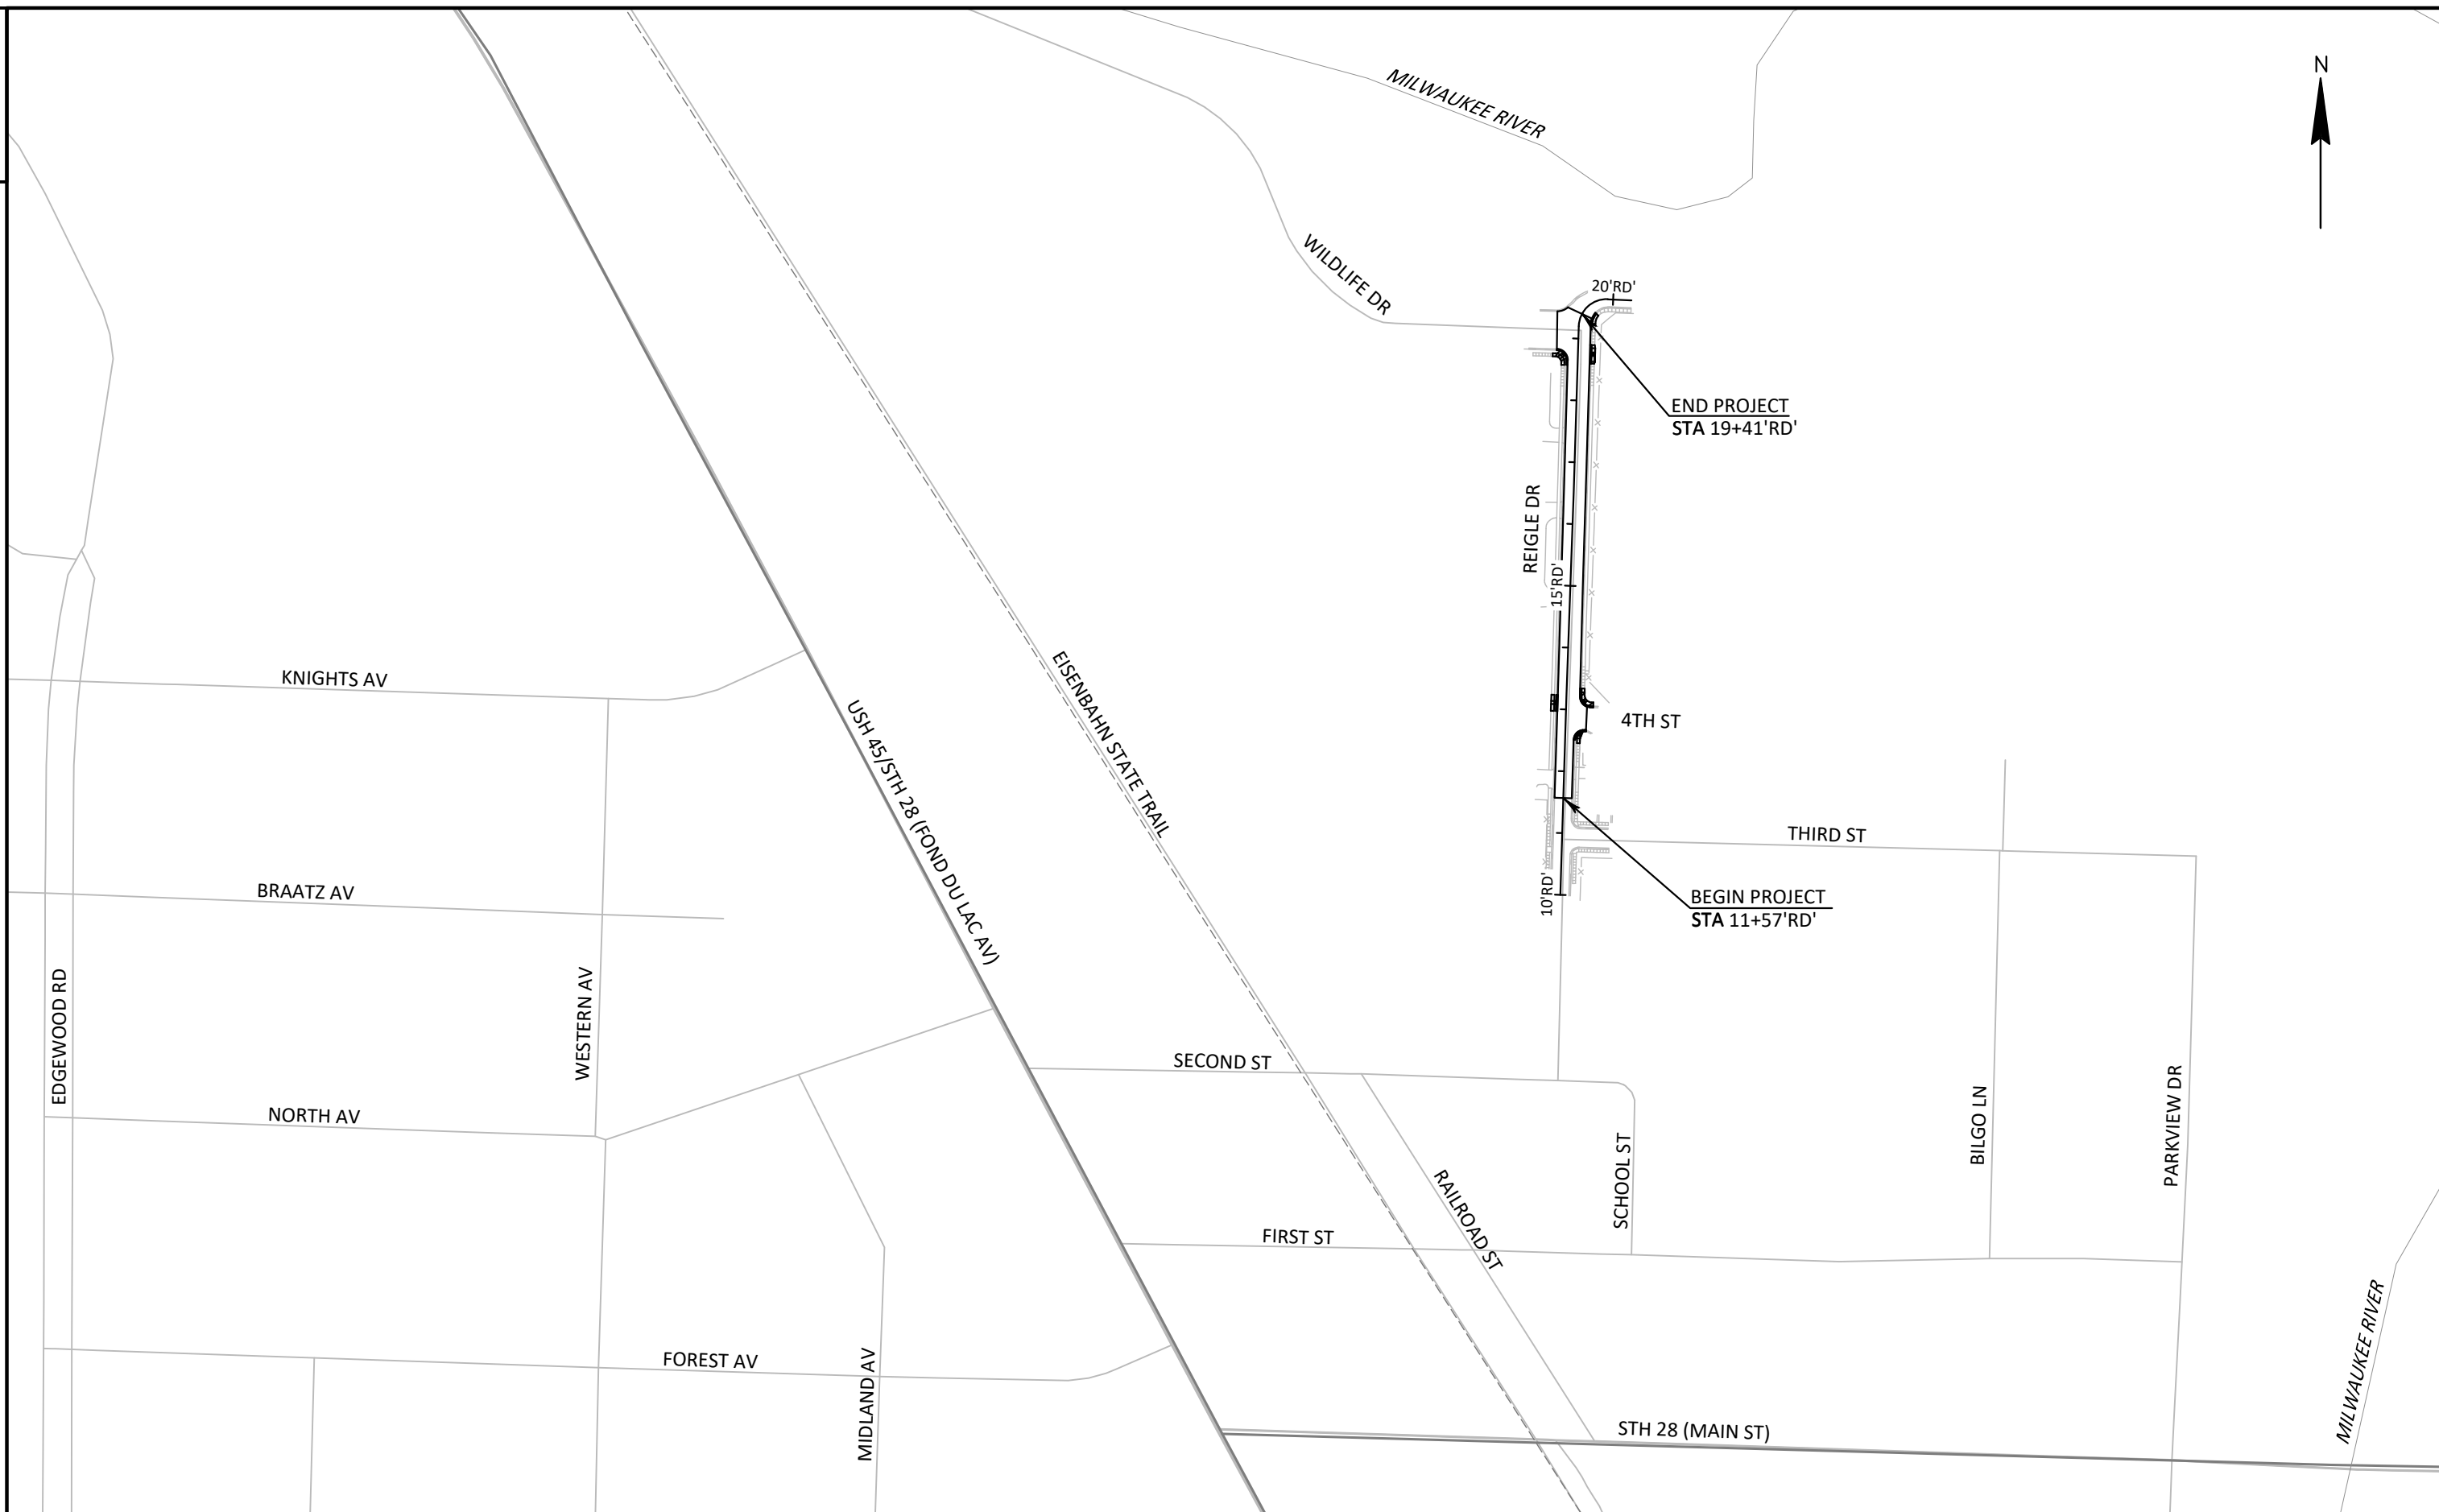 N
MILWAUKEE RIVER
WILDLIFE DR
20'RD'
END PROJECT
STA 19+41'RD'
REIGLE DR
15'RD'
KNIGHTS AV
EISENBAHN STATE TRAIL
USH 45/STH 28 (FOND DU LAC AV)
4TH ST
THIRD ST
BRAATZ AV
10'RD'
BEGIN PROJECT
STA 11+57'RD'
EDGEWOOD RD
WESTERN AV
SECOND ST
NORTH AV
BILGO LN
PARKVIEW DR
SCHOOL ST
RAILROAD ST
FIRST ST
MILWAUKEE RIVER
FOREST AV
MIDLAND AV
STH 28 (MAIN ST)